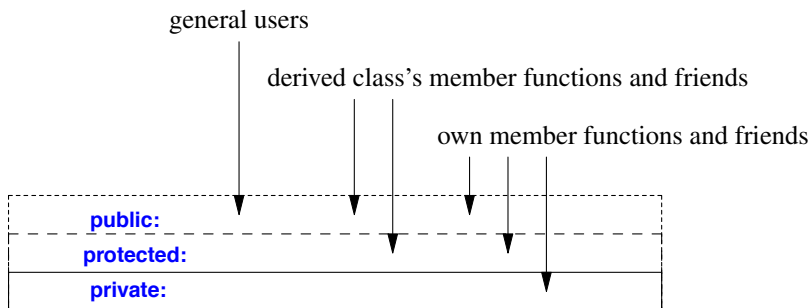 general users
derived class’s member functions and friends
own member functions and friends
public:
protected:
private: